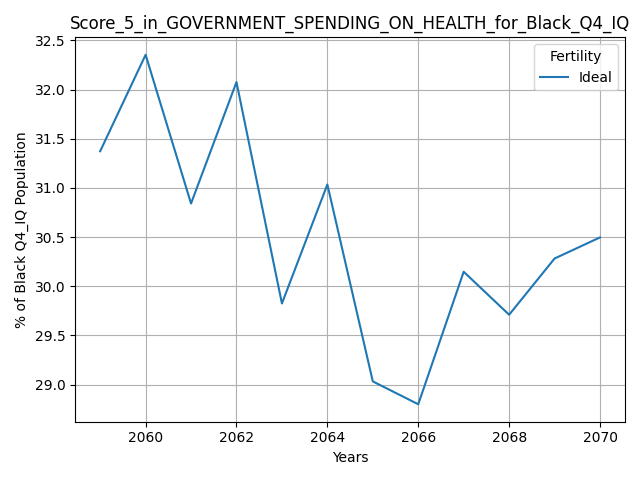 Score_5_in_GOVERNMENT_SPENDING_ON_HEALTH_for_Black_Q4_IQ
32.5
32.0
31.5
31.0
30.5
30.0
29.5
29.0
% of Black Q4_IQ Population
Fertility
Ideal
2060 2062 2064 2066 2068 2070
Years